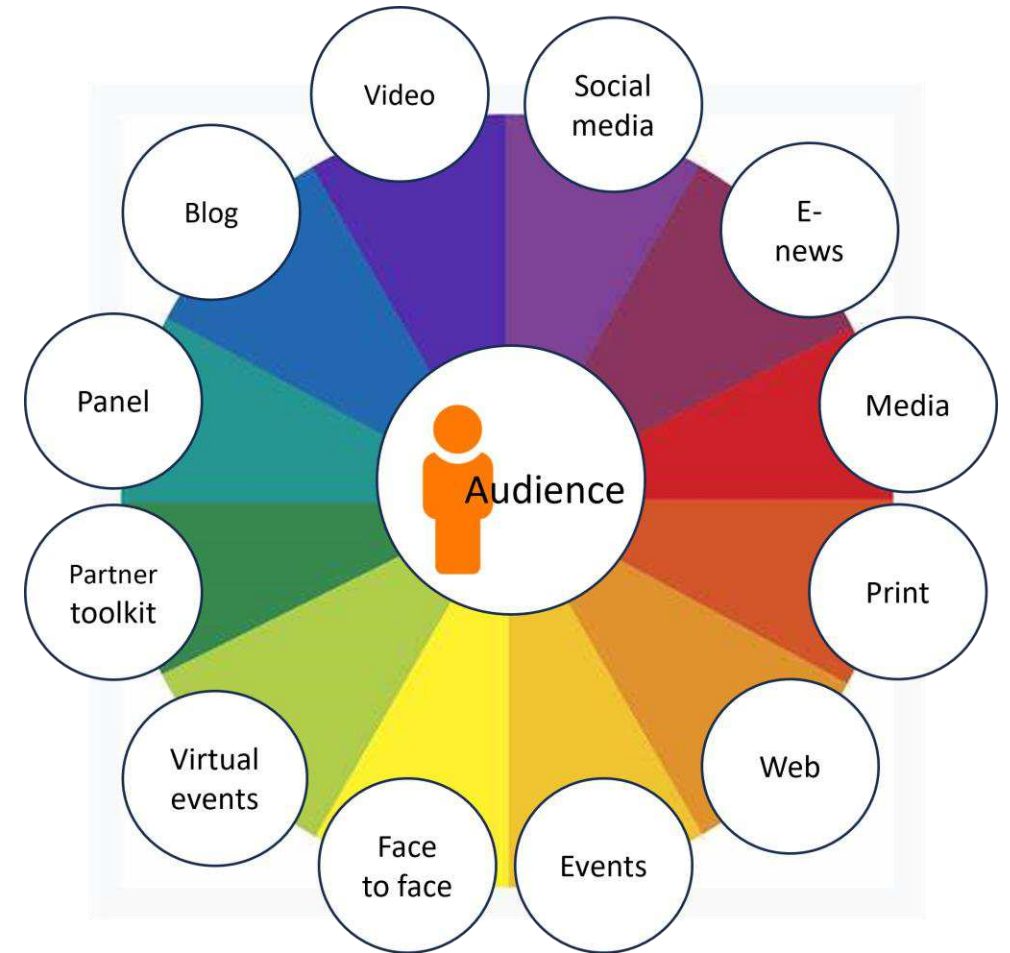 Video
Social
media
E-
news
Media
Print
Web
Events
Face
to face
Virtual
events
Partner
toolkit
Panel
Blog
Audience